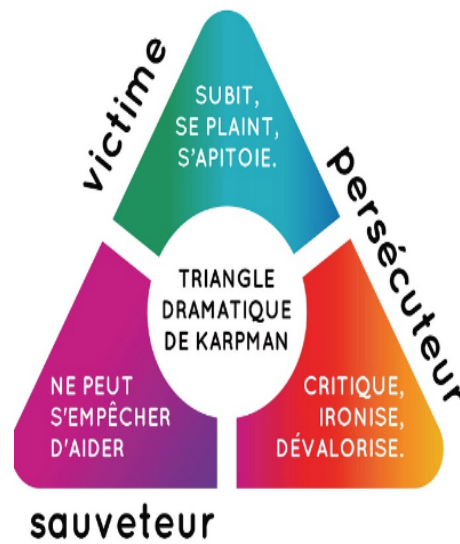 victime
SUBIT,
SE PLAINT,
S'APITOIE.
persécuteur
TRIANGLE
DRAMATIQUE
DE KARPMAN
NE PEUT
S'EMPÊCHER
D'AIDER
CRITIQUE,
IRONISE,
DÉVALORISE.
sauveteur